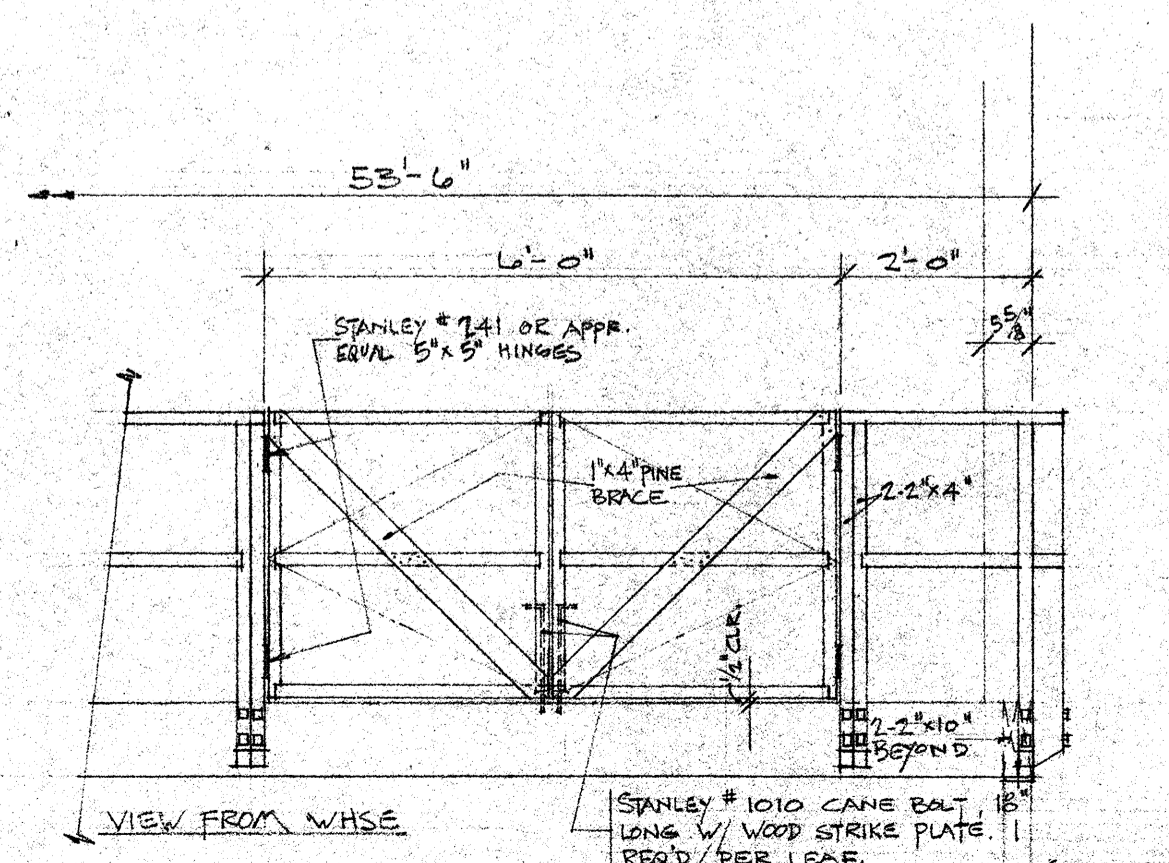 53'-6"
6'-0"
2'-0"
5 5/8"
STANLEY # 241 OR APPR.
EQUAL 5"x 5" HINGES
1"x4" PINE
BRACE
2-2"x4"
1/2" CLR.
2-2"x10"
BEYOND
VIEW FROM WHSE
STANLEY # 1010 CANE BOLT, 18"
LONG W/ WOOD STRIKE PLATE. 1
REQ'D/PER LEAF.